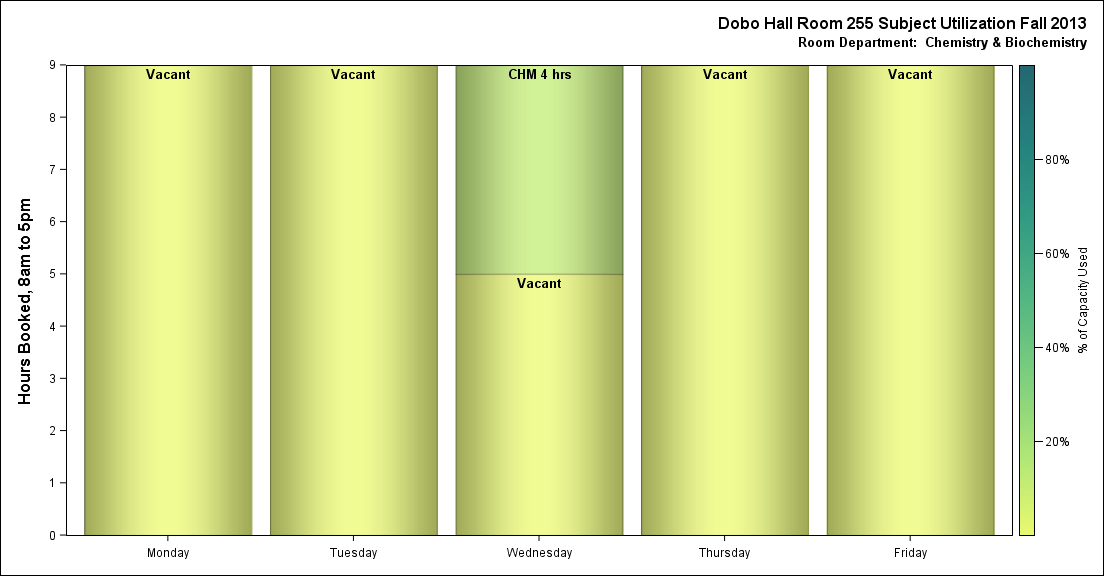 Dobo Hall Room 255 Subject Utilization Fall 2013
Room Department:  Chemistry & Biochemistry
Hours Booked, 8am to 5pm
9
8
7
6
5
4
3
2
1
0
Vacant
Vacant
CHM 4 hrs
Vacant
Vacant
Vacant
Monday
Tuesday
Wednesday
Thursday
Friday
80%
60%
40%
20%
% of Capacity Used